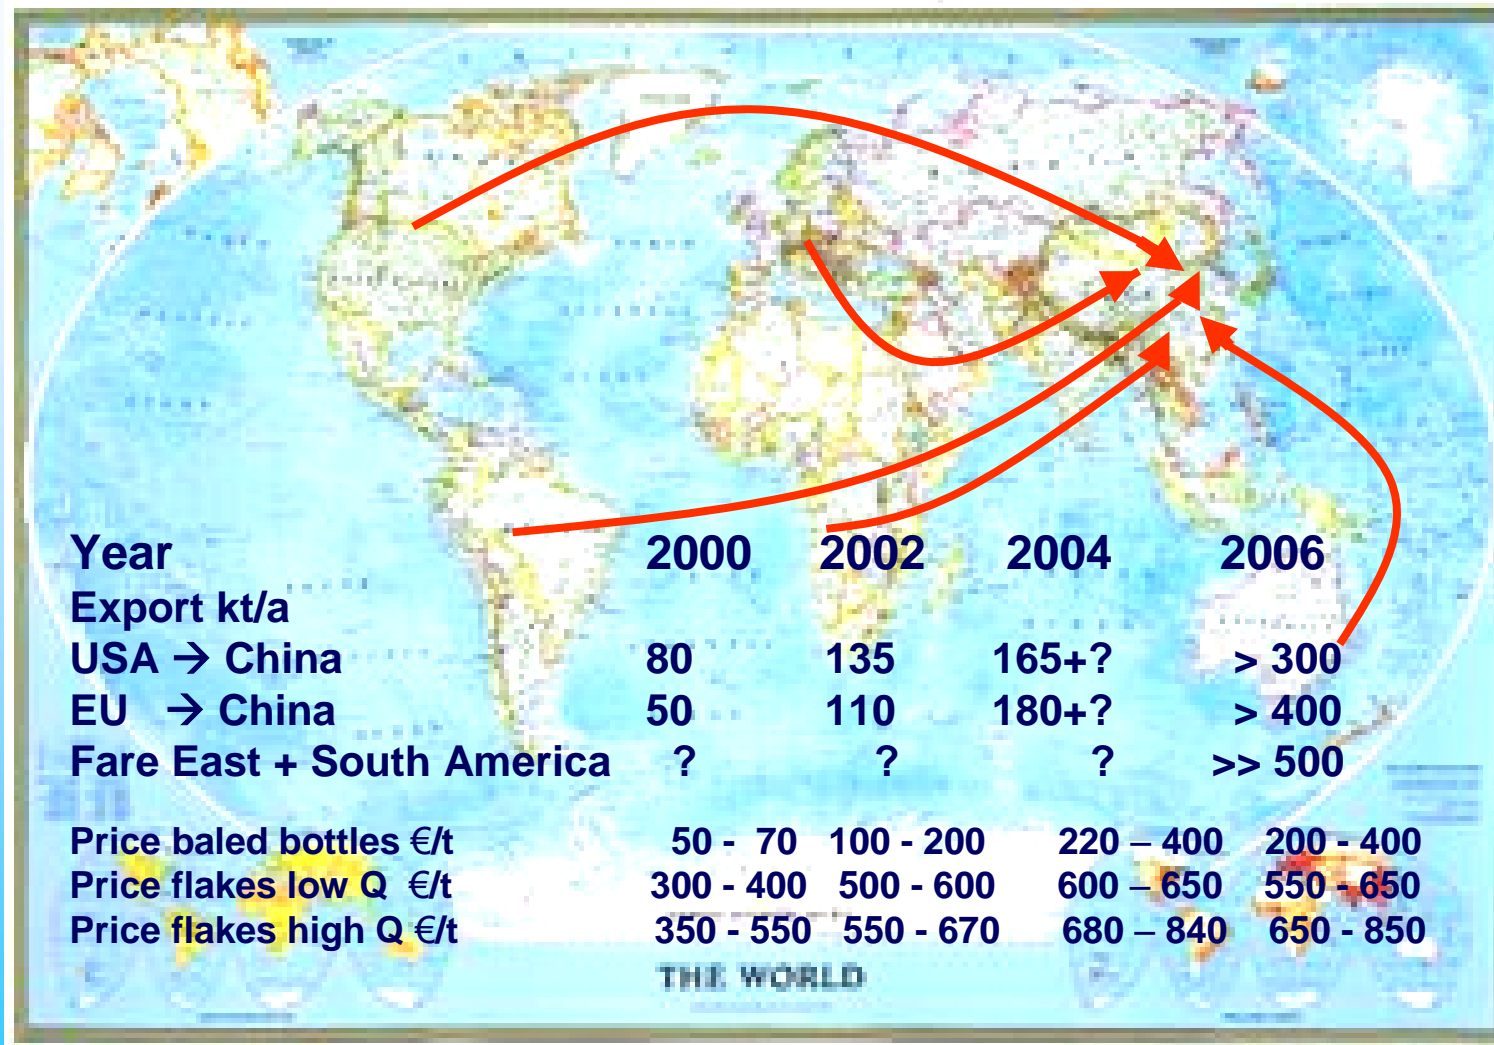 Year 2000 2002 2004 2006
Export kt/a
USA → China 80 135 165+? > 300
EU → China 50 110 180+? > 400
Fare East + South America ? ? ? >> 500
Price baled bottles €/t 50 - 70 100 - 200 220 – 400 200 - 400
Price flakes low Q €/t 300 - 400 500 - 600 600 – 650 550 - 650
Price flakes high Q €/t 350 - 550 550 - 670 680 – 840 650 - 850
THE WORLD